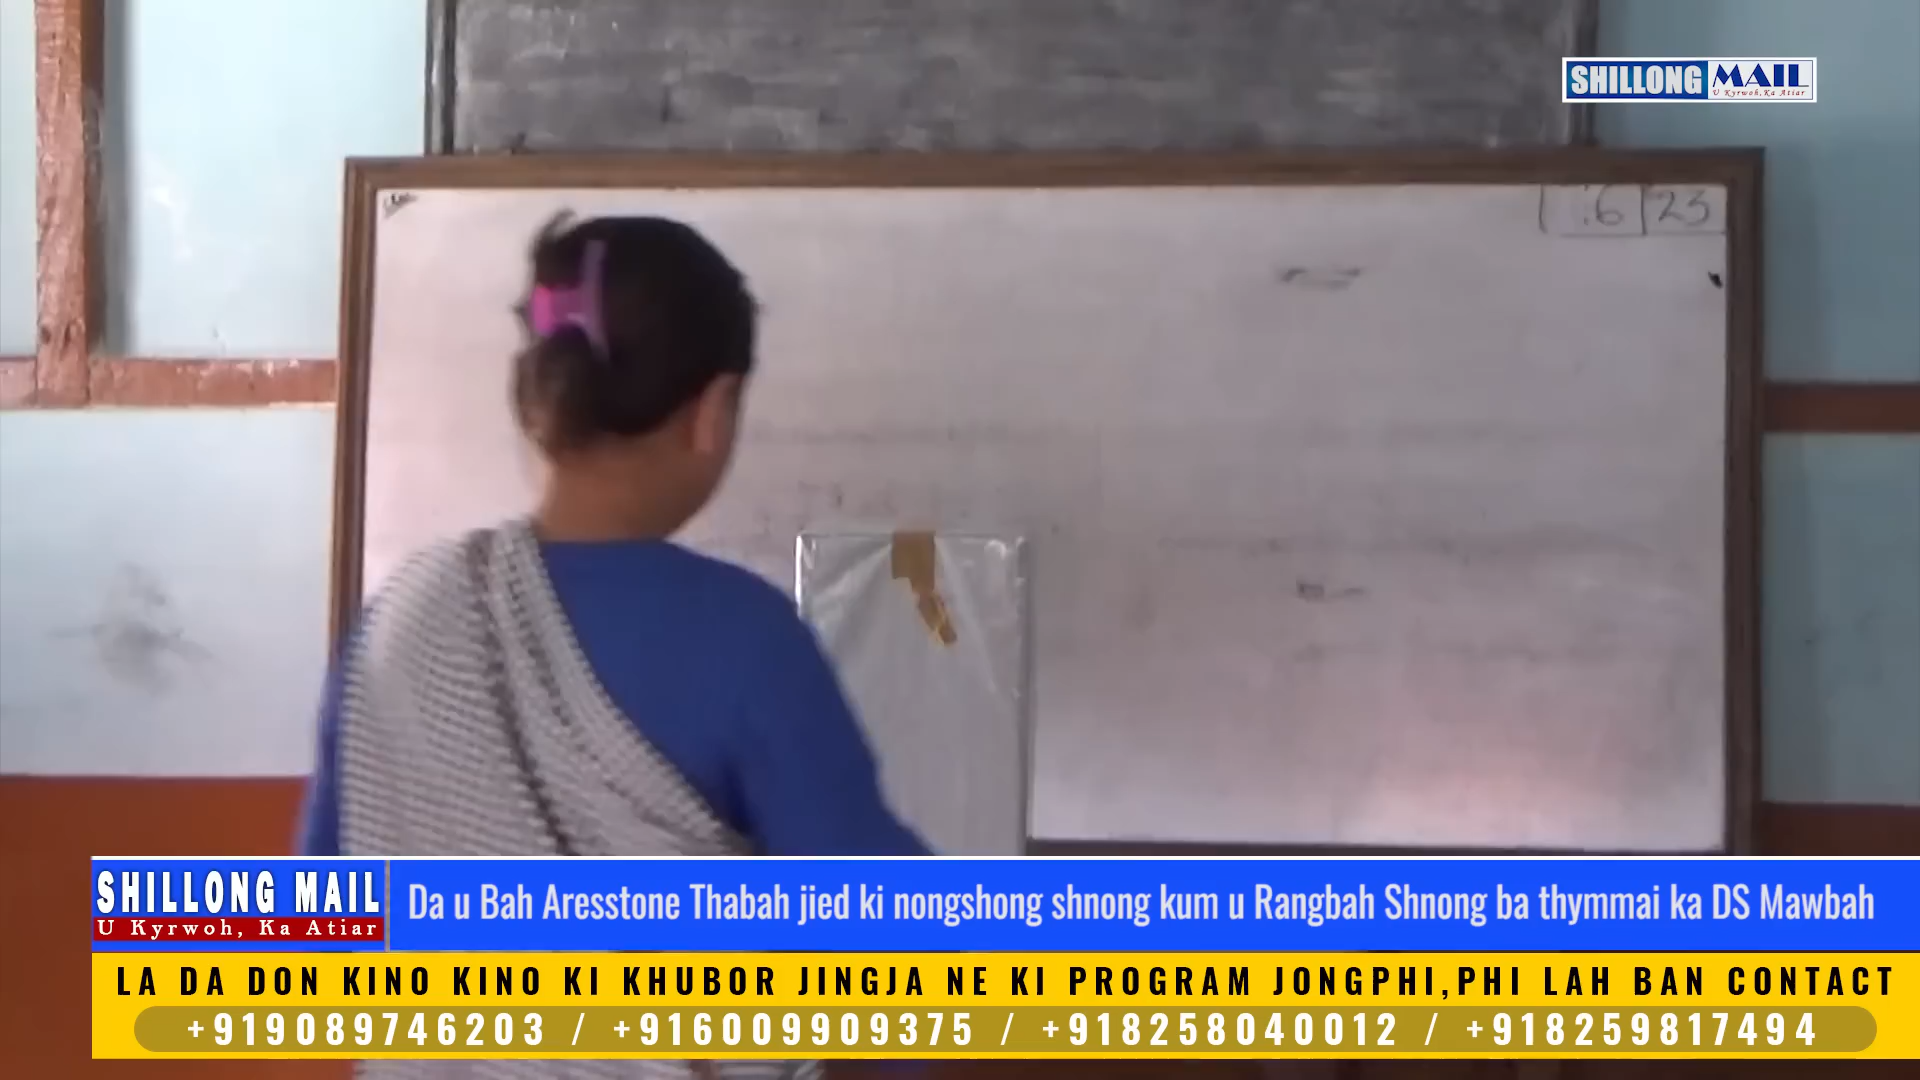 SHILLONG MAIL
U Kyrwoh,Ka Atiar
23
SHILLONG MAIL
U Kyrwoh, Ka Atiar
Da u Bah Aresstone Thabah jied ki nongshong shnong kum u Rangbah Shnong ba thymmai ka DS Mawbah
LA DA DON KINO KINO KI KHUBOR JINGJA NE KI PROGRAM JONGPHI,PHI LAH BAN CONTACT
+919089746203 / +916009909375 / +918258040012 / +918259817494